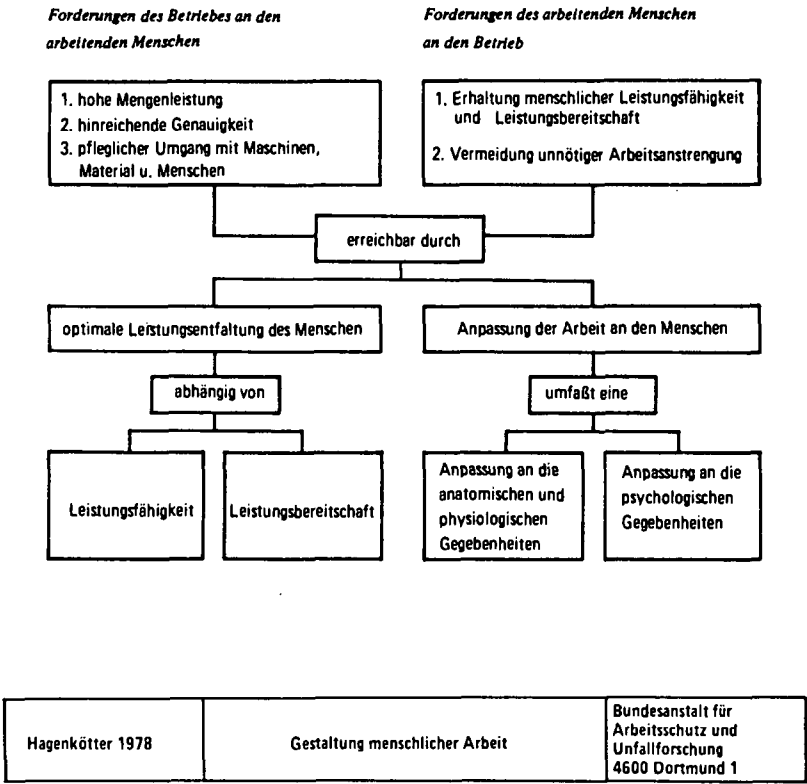 Forderungen des Betriebes an den
arbeitenden Menschen
Forderungen des arbeitenden Menschen
an den Betrieb
1. hohe Mengenleistung
2. hinreichende Genauigkeit
3. pfleglicher Umgang mit Maschinen,
Material u. Menschen
1. Erhaltung menschlicher Leistungsfähigkeit
und Leistungsbereitschaft
2. Vermeidung unnötiger Arbeitsanstrengung
erreichbar durch
optimale Leistungsentfaltung des Menschen
Anpassung der Arbeit an den Menschen
abhängig von
umfaßt eine
Leistungsfähigkeit
Leistungsbereitschaft
Anpassung an die
anatomischen und
physiologischen
Gegebenheiten
Anpassung an die
psychologischen
Gegebenheiten
Hagenkötter 1978
Gestaltung menschlicher Arbeit
Bundesanstalt für
Arbeitsschutz und
Unfallforschung
4600 Dortmund 1